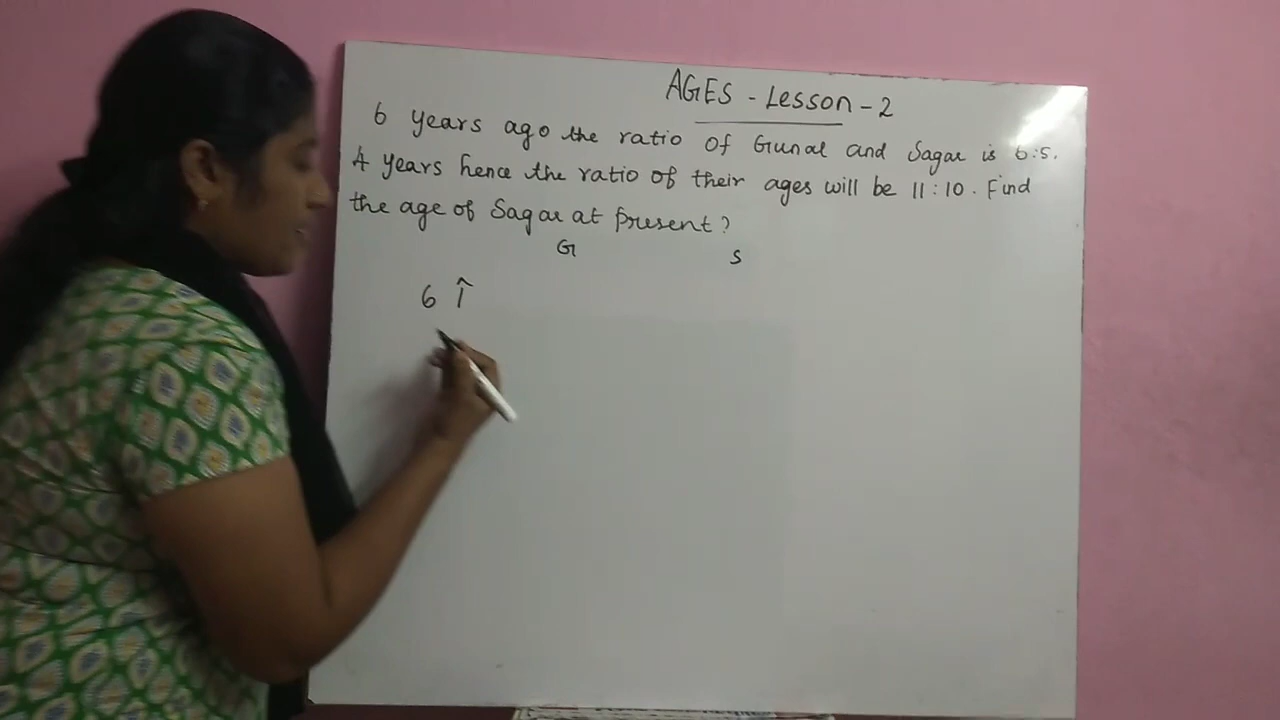 AGES - Lesson - 2
6 years ago the ratio of Gunal and Sagar is 6:5.
4 years hence the ratio of their ages will be 11:10. Find
the age of Sagar at present?
G S
6 ↑